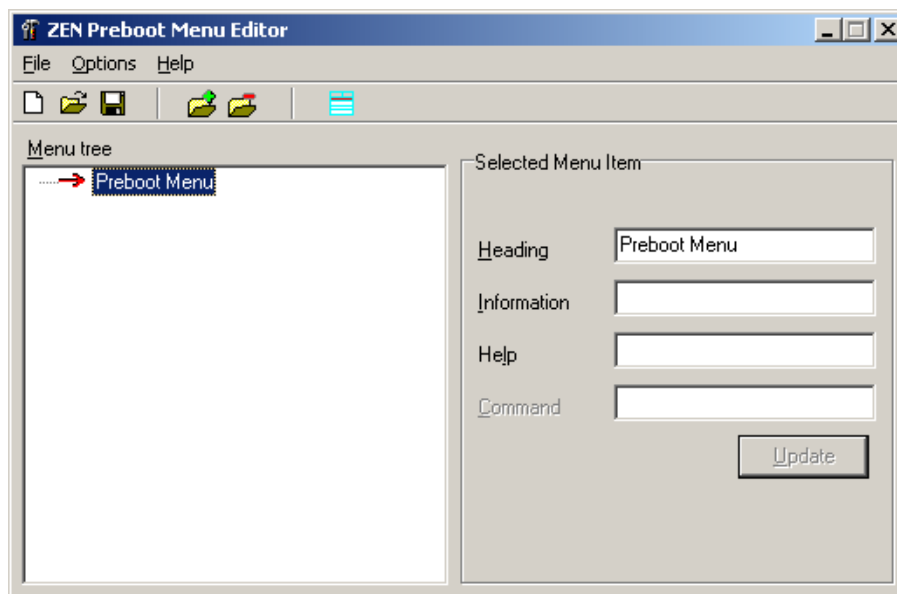 ZEN Preboot Menu Editor
File Options Help
Menu tree
Preboot Menu
Selected Menu Item
Heading
Preboot Menu
Information
Help
Command
Update